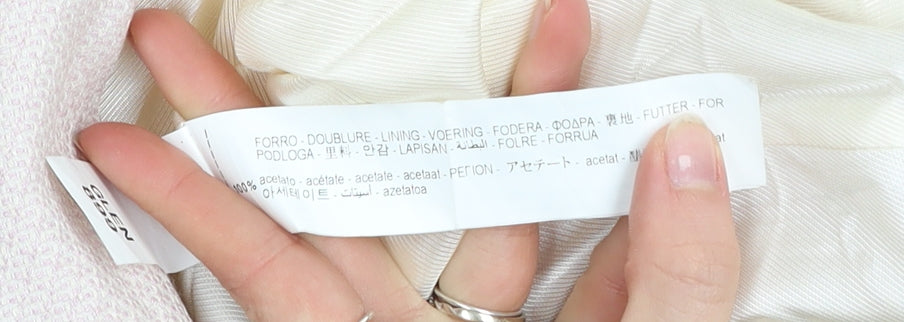 FORRO - DOUBLURE - LINING - VOERING - FODERA - ΦΟΔΡΑ - 裏地 - FUTTER - FOR
PODLOGA - 里料 - 안감 - LAPISAN - البطانة - FOLRE - FORRUA
100% acetato - acétate - acetate - acetaat - ΡΕΓΙΟΝ - アセテート - acetat
아세테이트 - أسيتات - azetatoa
GLEN